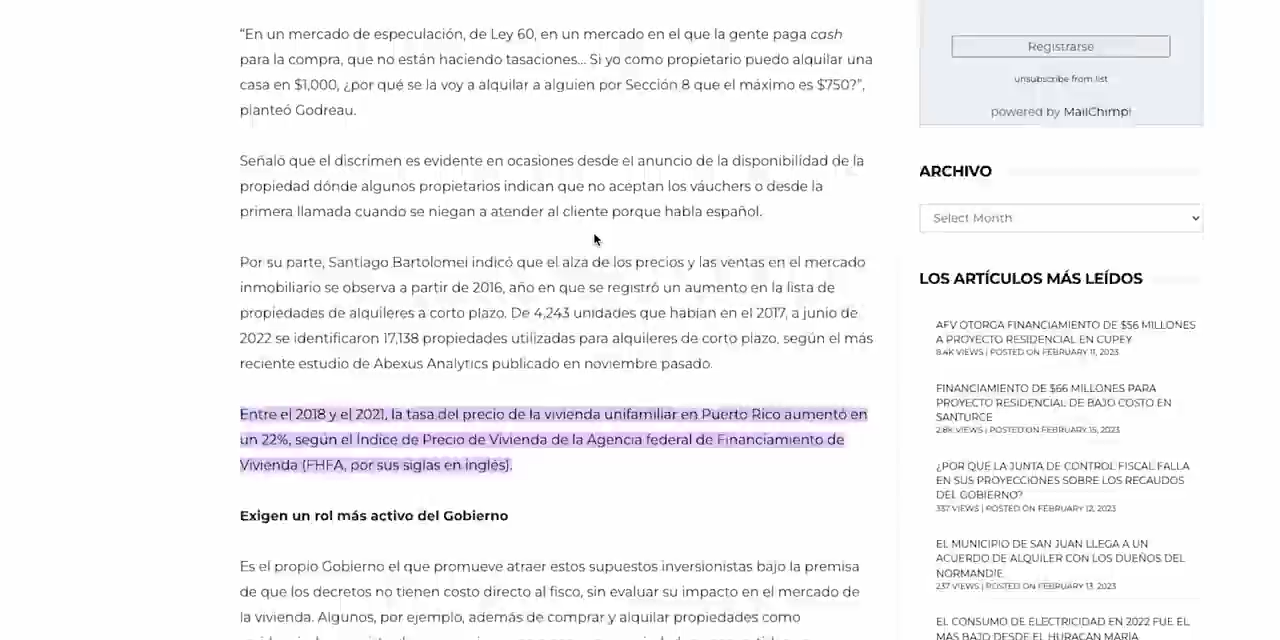 “En un mercado de especulación, de Ley 60, en un mercado en el que la gente paga cash
para la compra, que no están haciendo tasaciones... Si yo como propietario puedo alquilar una
casa en $1,000, ¿por qué se la voy a alquilar a alguien por Sección 8 que el máximo es $750?”,
planteó Godreau.
Señaló que el discrimen es evidente en ocasiones desde el anuncio de la disponibilidad de la
propiedad dónde algunos propietarios indican que no aceptan los váuchers o desde la
primera llamada cuando se niegan a atender al cliente porque habla español.
Por su parte, Santiago Bartolomei indicó que el alza de los precios y las ventas en el mercado
inmobiliario se observa a partir de 2016, año en que se registró un aumento en la lista de
propiedades de alquileres a corto plazo. De 4,243 unidades que habían en el 2017, a junio de
2022 se identificaron 17,138 propiedades utilizadas para alquileres de corto plazo, según el más
reciente estudio de Abexus Analytics publicado en noviembre pasado.
Entre el 2018 y el 2021, la tasa del precio de la vivienda unifamiliar en Puerto Rico aumentó en
un 22%, según el Índice de Precio de Vivienda de la Agencia federal de Financiamiento de
Vivienda (FHFA, por sus siglas en inglés).
Exigen un rol más activo del Gobierno
Es el propio Gobierno el que promueve atraer estos supuestos inversionistas bajo la premisa
de que los decretos no tienen costo directo al fisco, sin evaluar su impacto en el mercado de
la vivienda. Algunos, por ejemplo, además de comprar y alquilar propiedades como
Registrarse
unsubscribe from list
powered by MailChimp!
ARCHIVO
Select Month
LOS ARTÍCULOS MÁS LEÍDOS
AFV OTORGA FINANCIAMIENTO DE $56 MILLONES
A PROYECTO RESIDENCIAL EN CUPEY
8.4K VIEWS | POSTED ON FEBRUARY 11, 2023
FINANCIAMIENTO DE $66 MILLONES PARA
PROYECTO RESIDENCIAL DE BAJO COSTO EN
SANTURCE
2.8K VIEWS | POSTED ON FEBRUARY 15, 2023
¿POR QUÉ LA JUNTA DE CONTROL FISCAL FALLA
EN SUS PROYECCIONES SOBRE LOS RECAUDOS
DEL GOBIERNO?
337 VIEWS | POSTED ON FEBRUARY 12, 2023
EL MUNICIPIO DE SAN JUAN LLEGA A UN
ACUERDO DE ALQUILER CON LOS DUEÑOS DEL
NORMANDIE
237 VIEWS | POSTED ON FEBRUARY 13, 2023
EL CONSUMO DE ELECTRICIDAD EN 2022 FUE EL
MÁS BAJO DESDE EL HURACÁN MARÍA